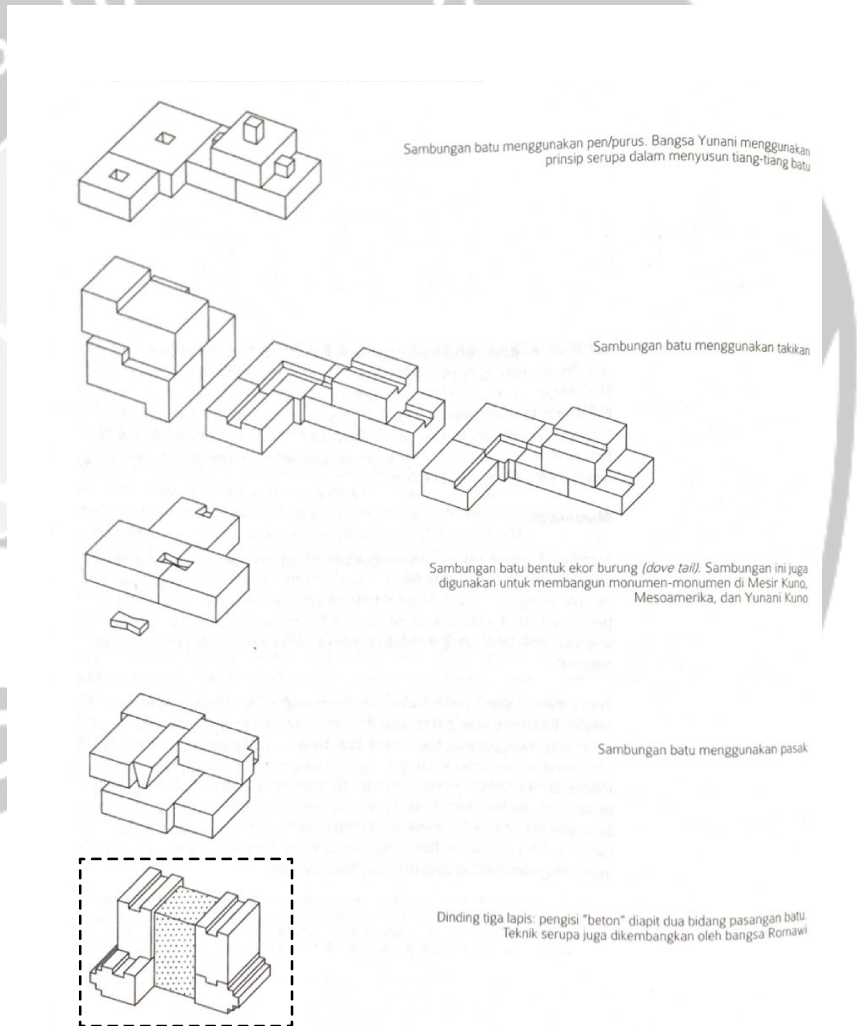 Sambungan batu menggunakan pen/purus. Bangsa Yunani menggunakan
prinsip serupa dalam menyusun tiang-tiang batu
Sambungan batu menggunakan takikan
Sambungan batu bentuk ekor burung (dove tail). Sambungan ini juga
digunakan untuk membangun monumen-monumen di Mesir Kuno,
Mesoamerika, dan Yunani Kuno
Sambungan batu menggunakan pasak
Dinding tiga lapis: pengisi "beton" diapit dua bidang pasangan batu.
Teknik serupa juga dikembangkan oleh bangsa Romawi